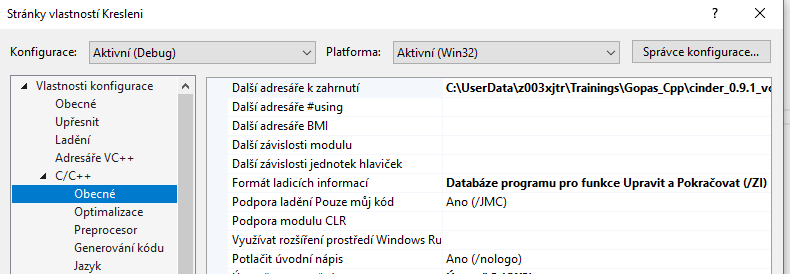 Stránky vlastností Kresleni
Konfigurace: Aktivní (Debug) Platforma: Aktivní (Win32) Správce konfigurace...
Vlastnosti konfigurace
Obecné
Upřesnit
Ladění
Adresáře VC++
C/C++
Obecné
Optimalizace
Preprocesor
Generování kódu
Jazyk
Další adresáře k zahrnutí C:\UserData\z003xjtr\Trainings\Gopas_Cpp\cinder_0.9.1_vc
Další adresáře #using
Další adresáře BMI
Další závislosti modulu
Další závislosti jednotek hlaviček
Formát ladicích informací Databáze programu pro funkce Upravit a Pokračovat (/ZI)
Podpora ladění Pouze můj kód Ano (/JMC)
Podpora modulu CLR
Využívat rozšíření prostředí Windows Ru
Potlačit úvodní nápis Ano (/nologo)